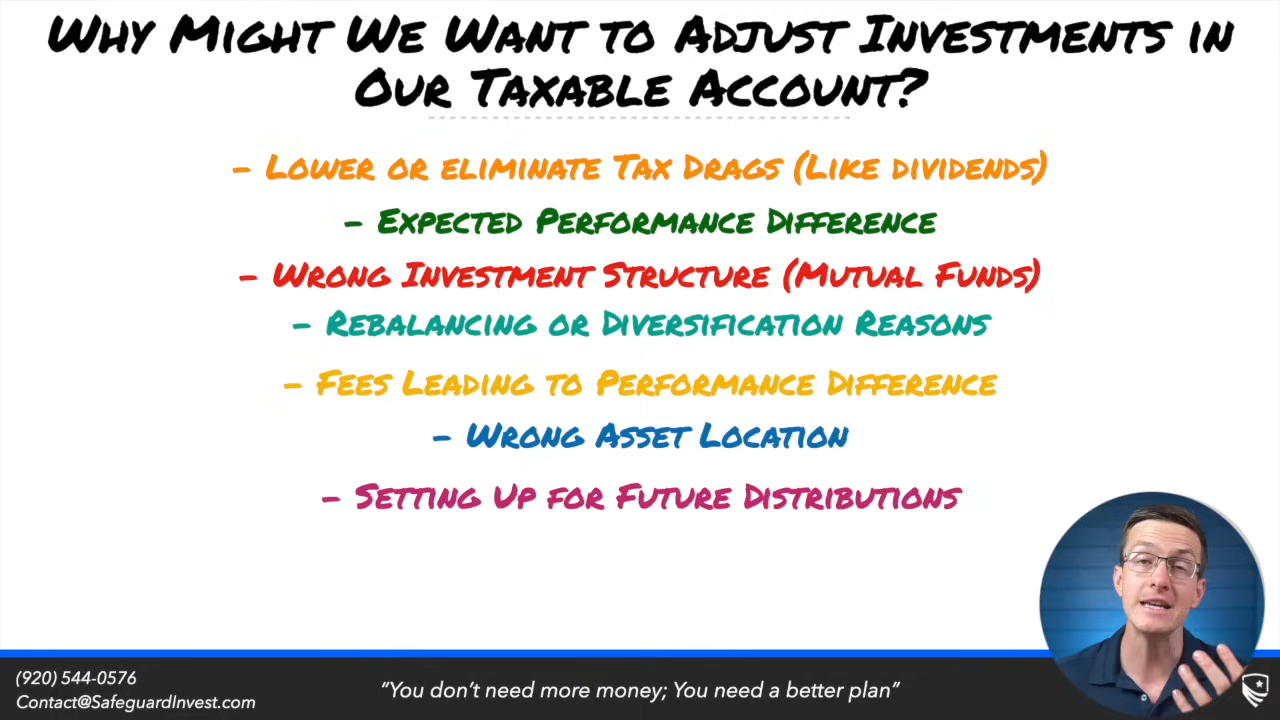 Why Might We Want to Adjust Investments in
Our Taxable Account?
- Lower or eliminate Tax Drags (Like dividends)
- Expected Performance Difference
- Wrong Investment Structure (Mutual Funds)
- Rebalancing or Diversification Reasons
- Fees Leading to Performance Difference
- Wrong Asset Location
- Setting Up for Future Distributions
(920) 544-0576
Contact@SafeguardInvest.com
“You don’t need more money; You need a better plan”